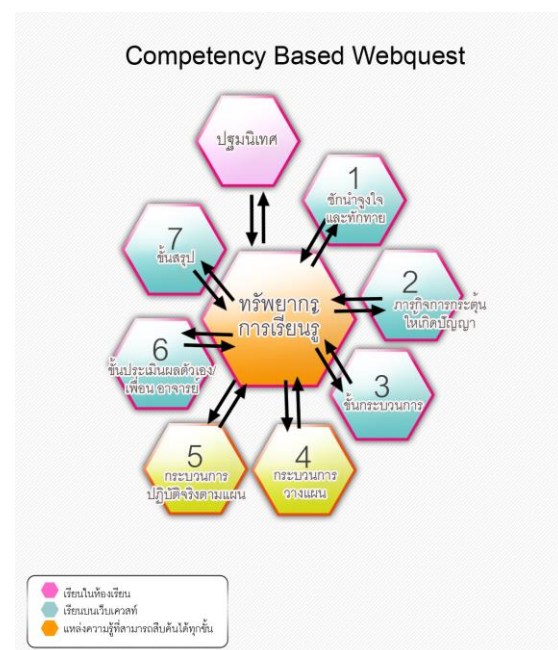 Competency Based Webquest
ปฐมนิเทศ
1
ชักนำจูงใจ
และทักทาย
2
ภารกิจการกระตุ้น
ให้เกิดปัญญา
3
ขั้นกระบวนการ
4
กระบวนการ
วางแผน
5
กระบวนการ
ปฏิบัติจริงตามแผน
6
ขั้นประเมินผลตัวเอง/
เพื่อน อาจารย์
7
ขั้นสรุป
ทรัพยากร
การเรียนรู้
เรียนในห้องเรียน
เรียนบนเว็บเควสท์
แหล่งความรู้ที่สามารถสืบค้นได้ทุกขั้น